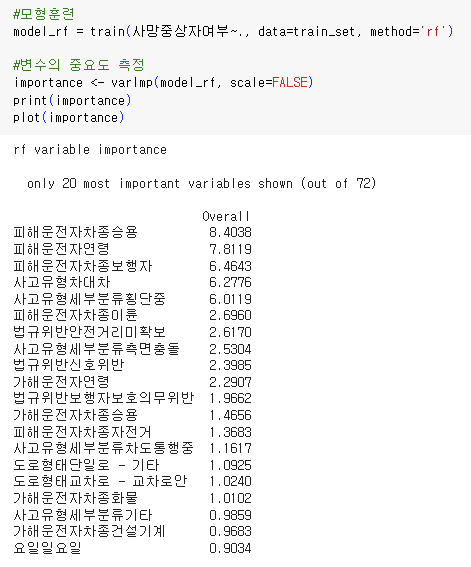 #모형훈련
model_rf = train(사망중상자여부~., data=train_set, method='rf')
#변수의 중요도 측정
importance <- varImp(model_rf, scale=FALSE)
print(importance)
plot(importance)
rf variable importance
only 20 most important variables shown (out of 72)
Overall
피해운전자차종승용 8.4038
피해운전자연령 7.8119
피해운전자차종보행자 6.4643
사고유형차대차 6.2776
사고유형세부분류횡단중 6.0119
피해운전자차종이륜 2.6960
법규위반안전거리미확보 2.6170
사고유형세부분류측면충돌 2.5304
법규위반신호위반 2.3985
가해운전자연령 2.2907
법규위반보행자보호의무위반 1.9662
가해운전자차종승용 1.4656
피해운전자차종자전거 1.3683
사고유형세부분류차도통행중 1.1617
도로형태단일로 - 기타 1.0925
도로형태교차로 - 교차로안 1.0240
가해운전자차종화물 1.0102
사고유형세부분류기타 0.9859
가해운전자차종건설기계 0.9683
요일일요일 0.9034